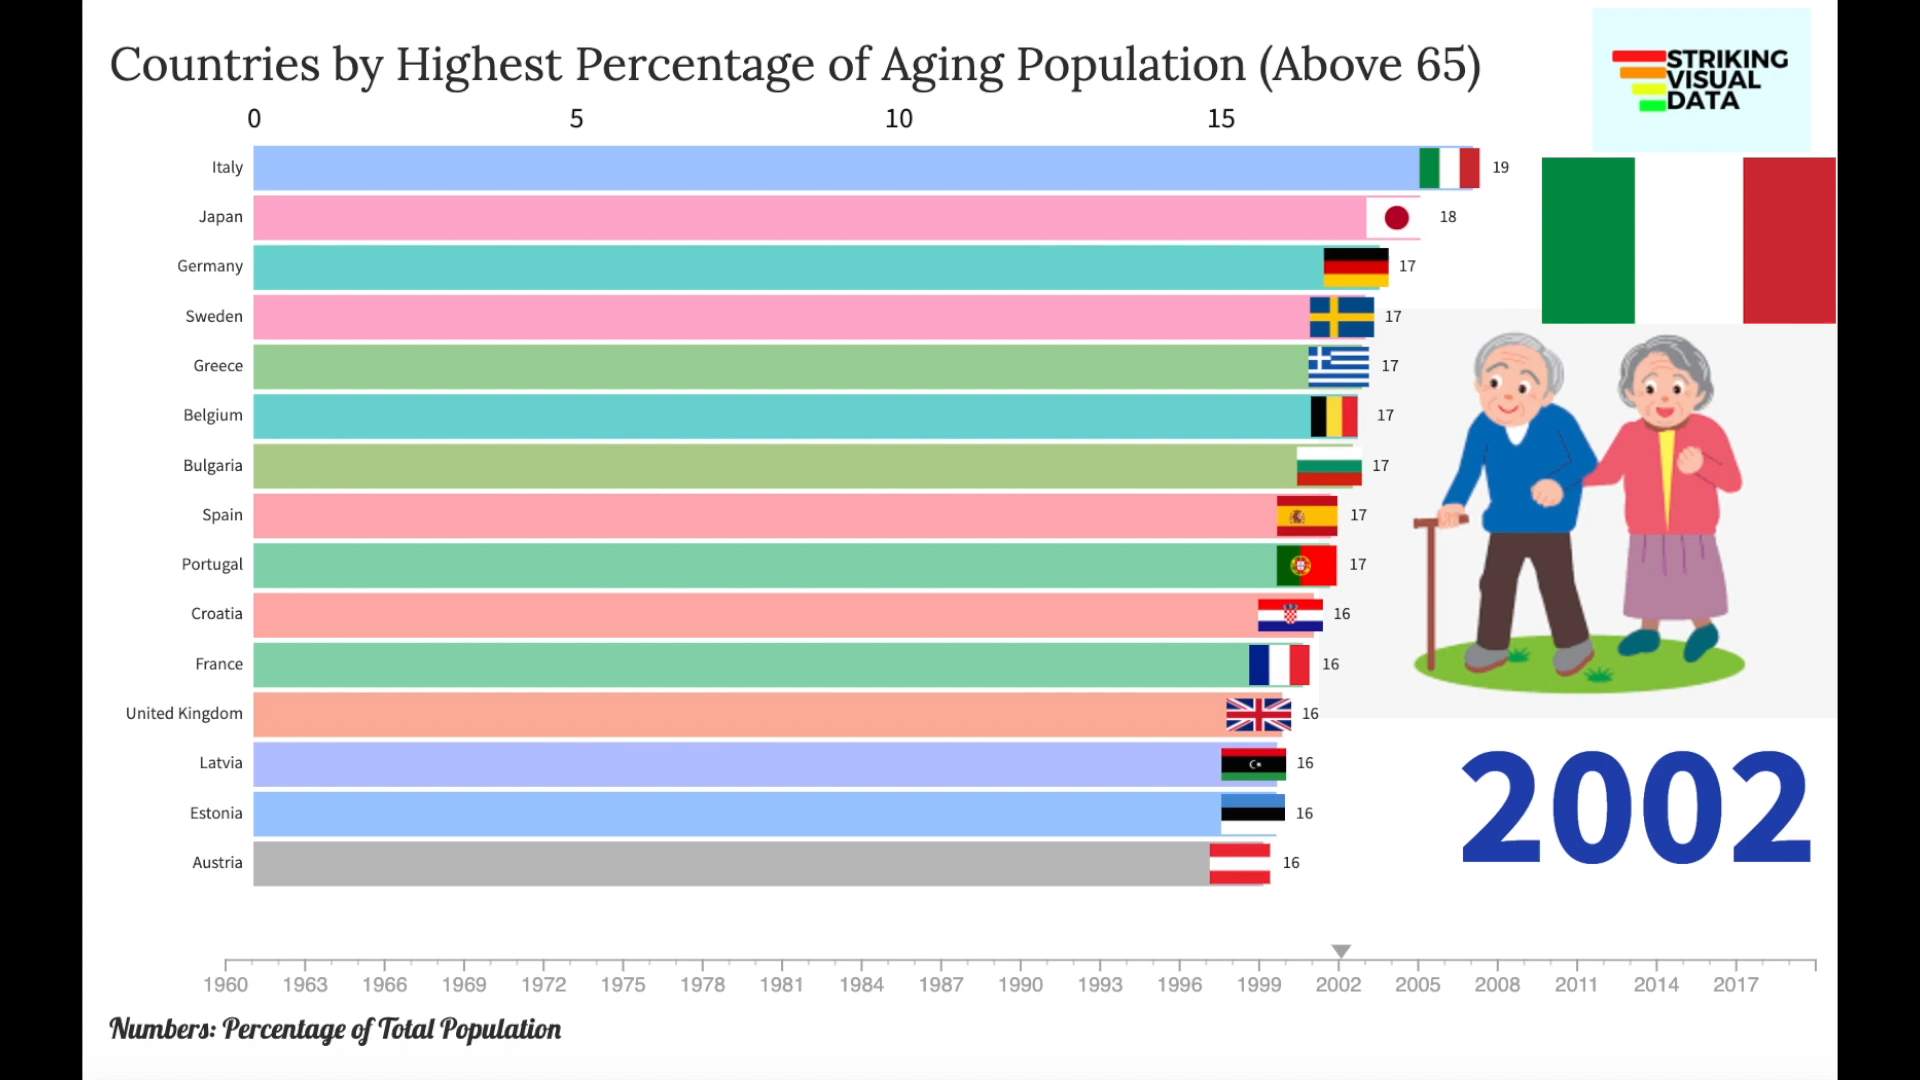 Countries by Highest Percentage of Aging Population (Above 65)
STRIKING
VISUAL
DATA
0 5 10 15
Italy 19
Japan 18
Germany 17
Sweden 17
Greece 17
Belgium 17
Bulgaria 17
Spain 17
Portugal 17
Croatia 16
France 16
United Kingdom 16
Latvia 16
Estonia 16
Austria 16
2002
1960 1963 1966 1969 1972 1975 1978 1981 1984 1987 1990 1993 1996 1999 2002 2005 2008 2011 2014 2017
Numbers: Percentage of Total Population